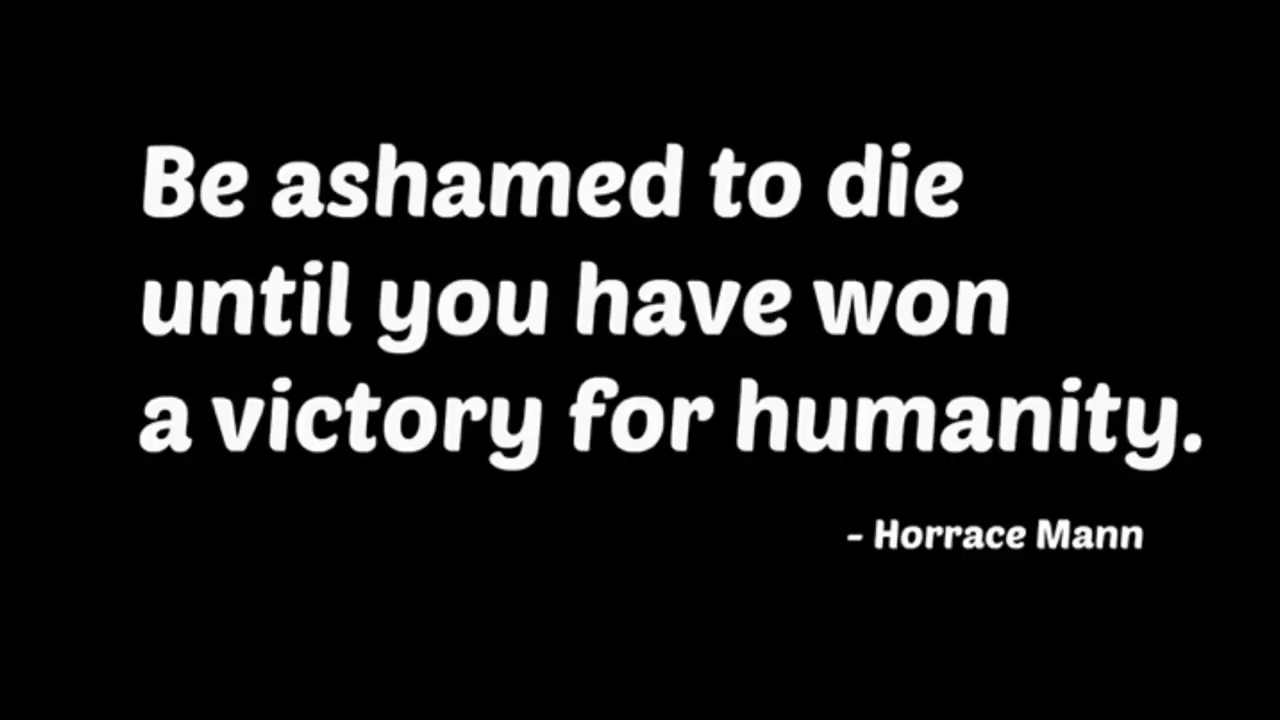 Be ashamed to die
until you have won
a victory for humanity.
- Horrace Mann